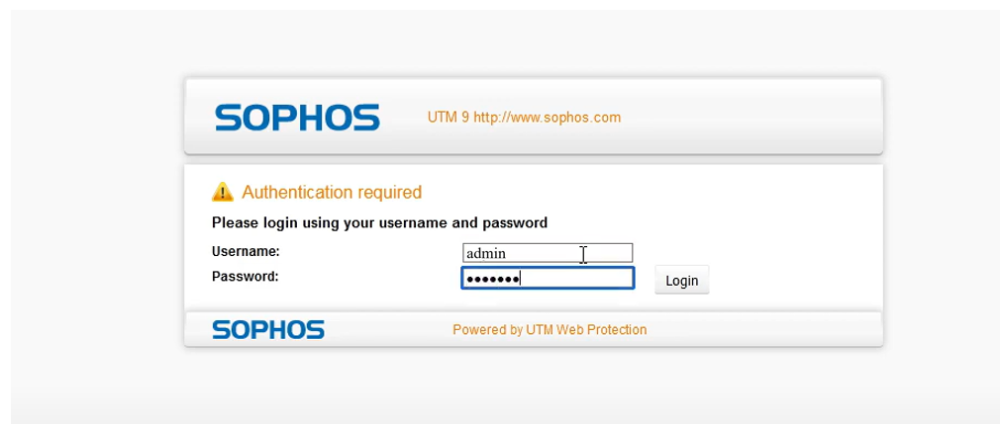 SOPHOS UTM 9 http://www.sophos.com
Authentication required
Please login using your username and password
Username: admin
Password: •••••••
Login
SOPHOS Powered by UTM Web Protection